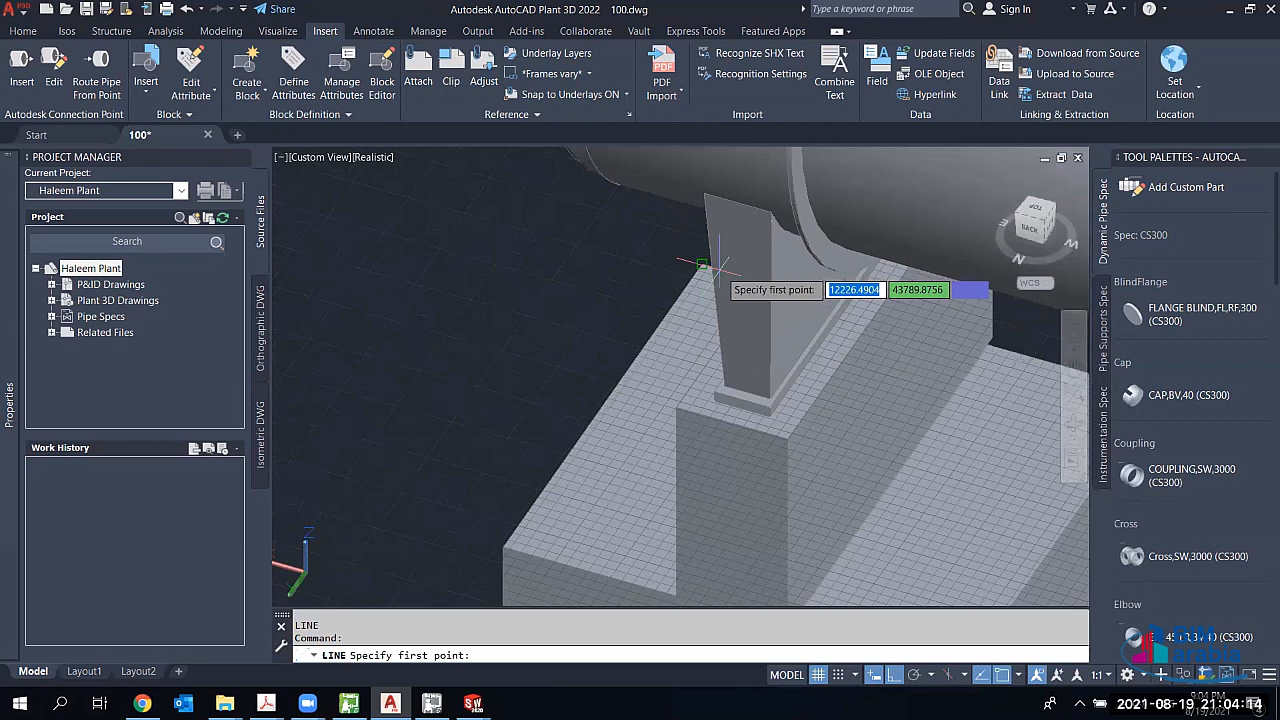 Share
Autodesk AutoCAD Plant 3D 2022 100.dwg
Type a keyword or phrase
Sign In
Home Isos Structure Analysis Modeling Visualize Insert Annotate Manage Output Add-ins Collaborate Vault Express Tools Featured Apps
Insert
Edit
Route Pipe
From Point
Autodesk Connection Point
Insert
Edit
Attribute
Block
Create
Block
Define
Attributes
Manage
Attributes
Block
Editor
Block Definition
Attach
Clip
Adjust
Underlay Layers
*Frames vary*
Snap to Underlays ON
Reference
PDF
Import
Recognize SHX Text
Recognition Settings
Combine
Text
Import
Field
Update Fields
OLE Object
Hyperlink
Data
Data
Link
Download from Source
Upload to Source
Extract Data
Linking & Extraction
Set
Location
Location
Start
100*
PROJECT MANAGER
Current Project:
Haleem Plant
Project
Search
Haleem Plant
P&ID Drawings
Plant 3D Drawings
Pipe Specs
Related Files
Work History
Properties
Source Files
Orthographic DWG
Isometric DWG
[−][Custom View][Realistic]
TOP
BACK
E
W
N
WCS
Specify first point: 12226.4904 43789.8756
Z
LINE
Command:
LINE Specify first point:
TOOL PALETTES - AUTOCA...
Dynamic Pipe Spec
Pipe Supports Spec
Instrumentation Spec
Add Custom Part
Spec: CS300
BlindFlange
FLANGE BLIND,FL,RF,300
(CS300)
Cap
CAP,BV,40 (CS300)
Coupling
COUPLING,SW,3000
(CS300)
Cross
Cross,SW,3000 (CS300)
Elbow
(CS300)
BIM
arabia
Model Layout1 Layout2
MODEL
1:1
9:04 PM
8/19/2021
2021-08-19 21:04:14